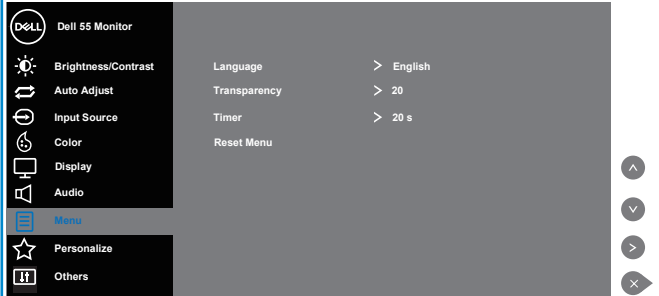 DELL Dell 55 Monitor
Brightness/Contrast
Auto Adjust
Input Source
Color
Display
Audio
Menu
Personalize
Others
Language > English
Transparency > 20
Timer > 20 s
Reset Menu